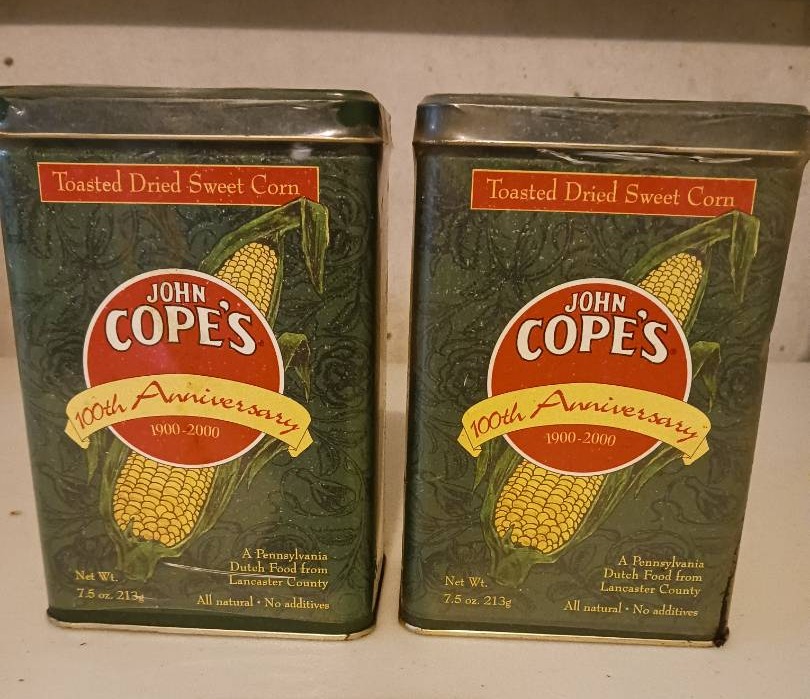 Toasted Dried Sweet Corn
JOHN
COPE'S
100th Anniversary
1900-2000
A Pennsylvania
Dutch Food from
Lancaster County
Net Wt.
7.5 oz. 213g
All natural • No additives
Toasted Dried Sweet Corn
JOHN
COPE'S
100th Anniversary
1900-2000
A Pennsylvania
Dutch Food from
Lancaster County
Net Wt.
7.5 oz. 213g
All natural • No additives